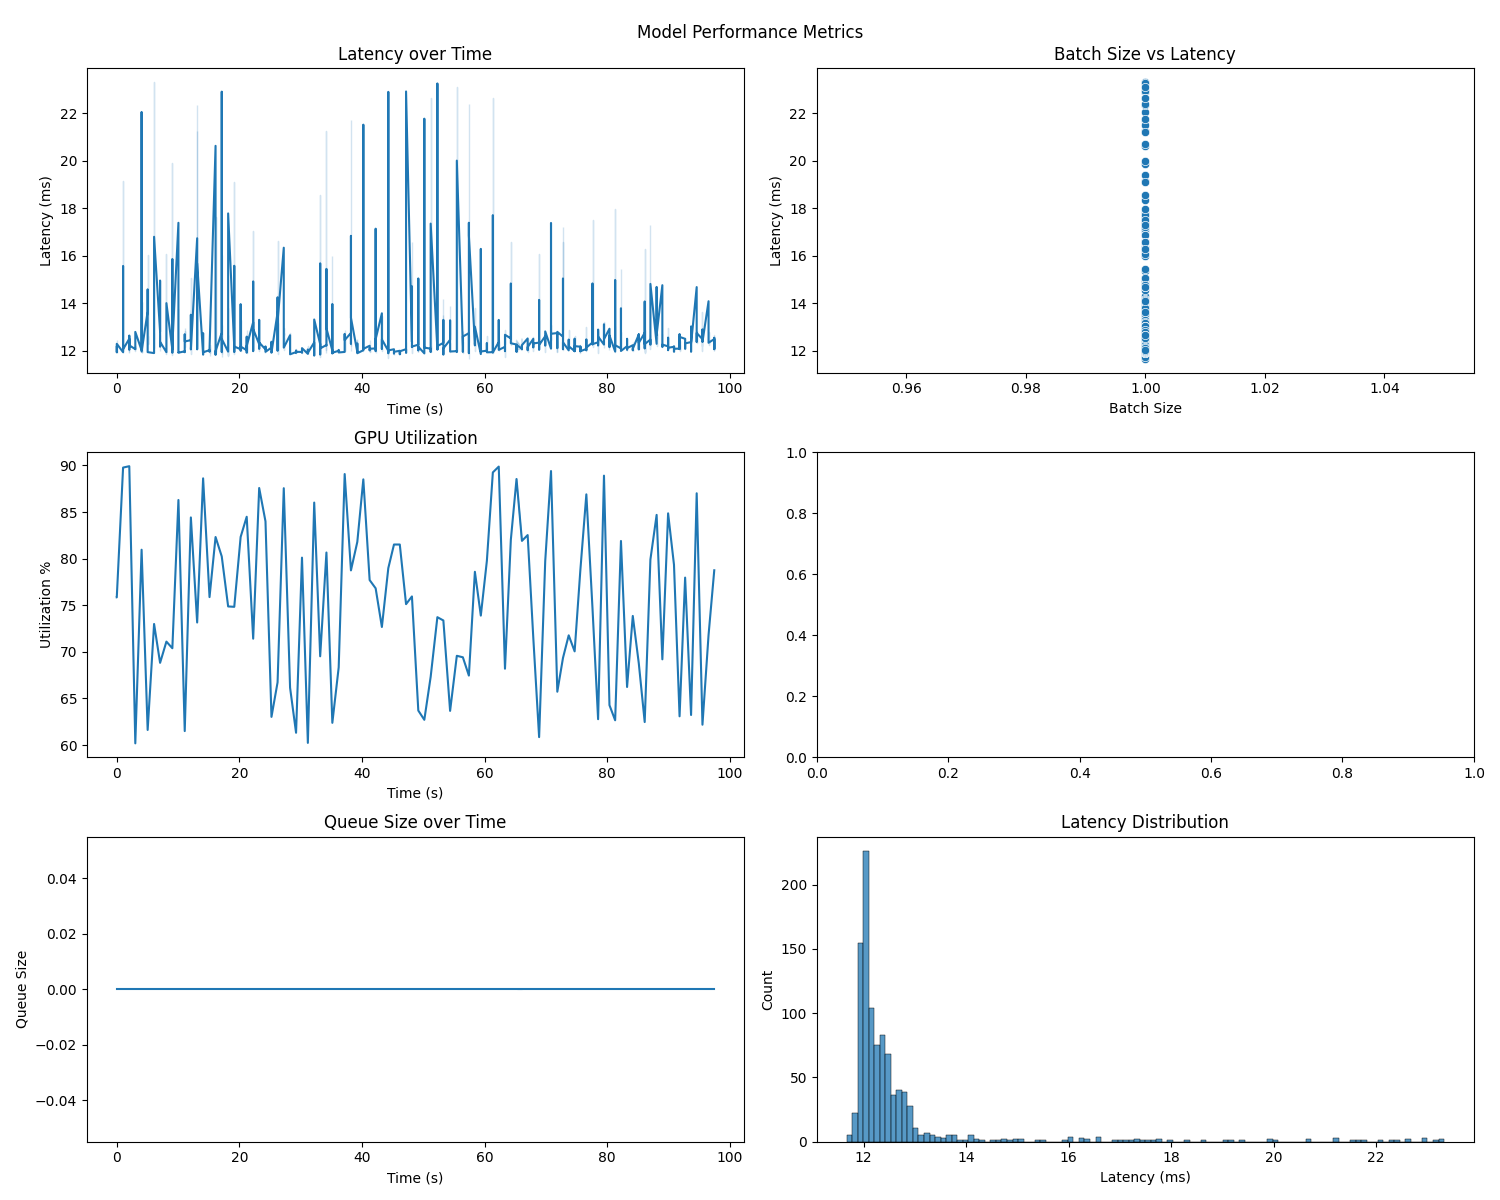 Model Performance Metrics
Latency over Time
Latency (ms)
22
20
18
16
14
12
0 20 40 60 80 100
Time (s)
Batch Size vs Latency
Latency (ms)
22
20
18
16
14
12
0.96 0.98 1.00 1.02 1.04
Batch Size
GPU Utilization
Utilization %
90
85
80
75
70
65
60
0 20 40 60 80 100
Time (s)
1.0
0.8
0.6
0.4
0.2
0.0
0.0 0.2 0.4 0.6 0.8 1.0
Queue Size over Time
Queue Size
0.04
0.02
0.00
−0.02
−0.04
0 20 40 60 80 100
Time (s)
Latency Distribution
Count
200
150
100
50
0
12 14 16 18 20 22
Latency (ms)